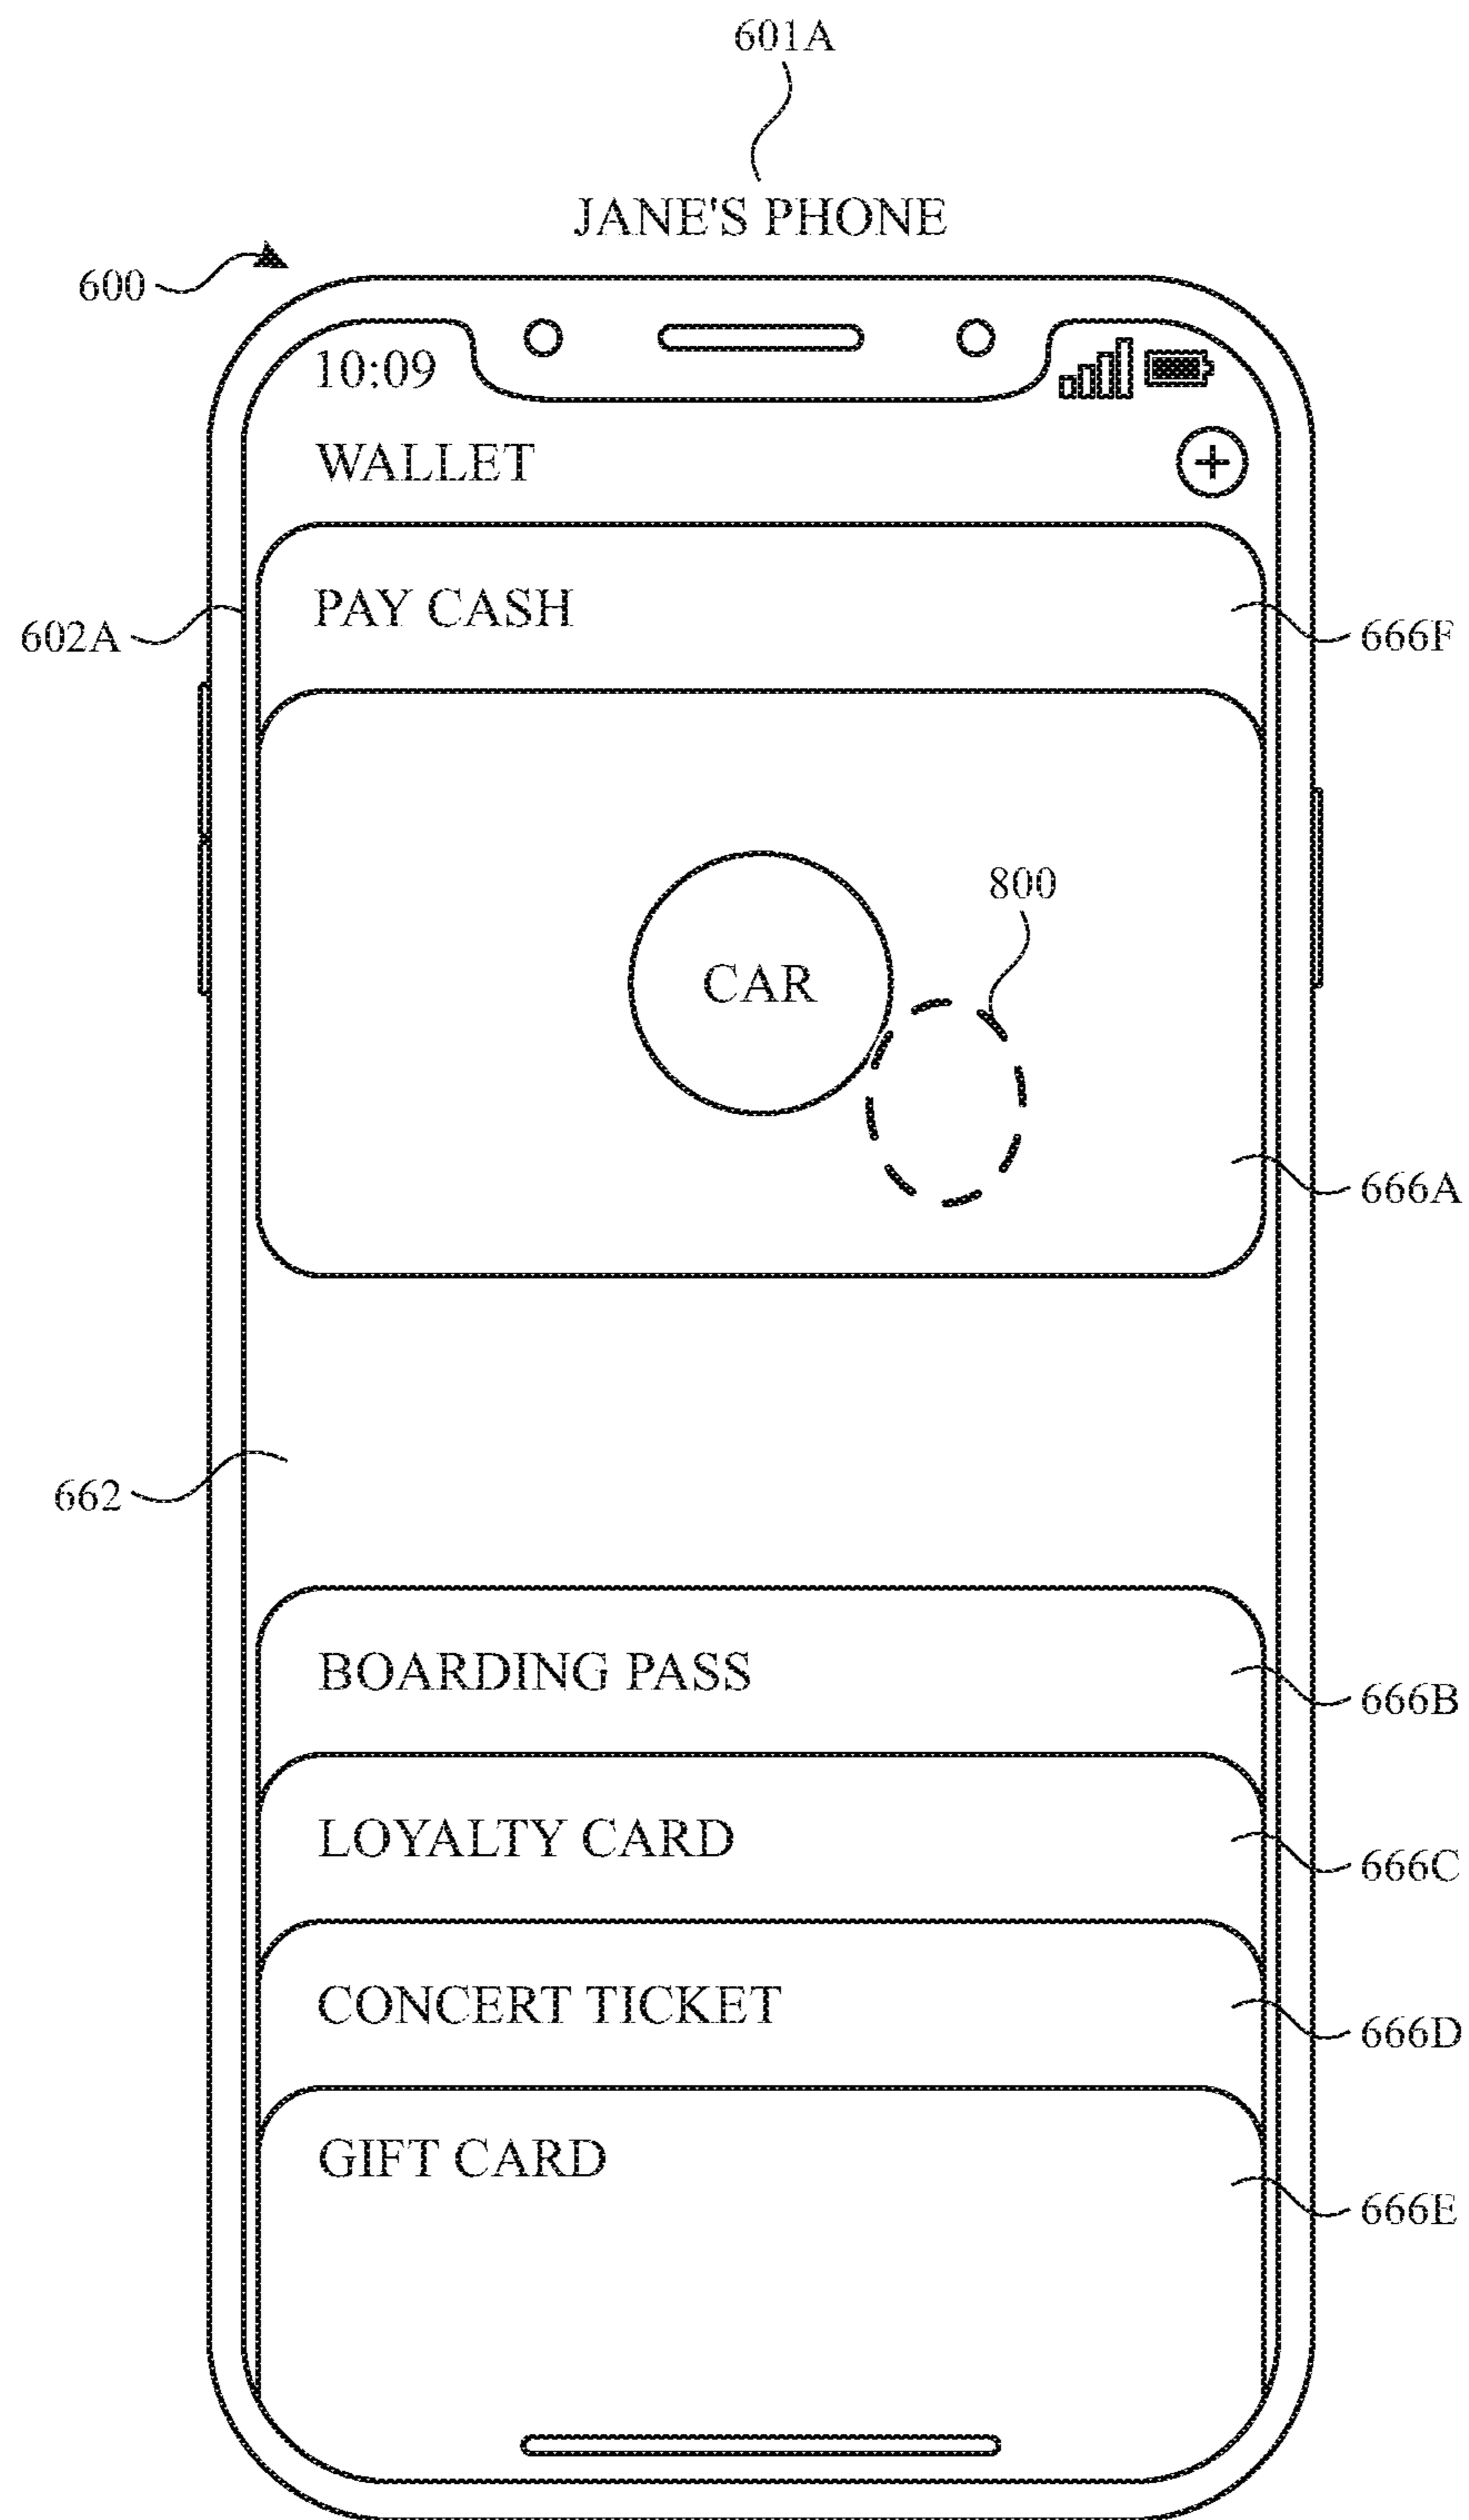 601A
JANE'S PHONE
600
10:09
WALLET
+
PAY CASH
602A
666F
800
CAR
666A
662
BOARDING PASS
666B
LOYALTY CARD
666C
CONCERT TICKET
666D
GIFT CARD
666E